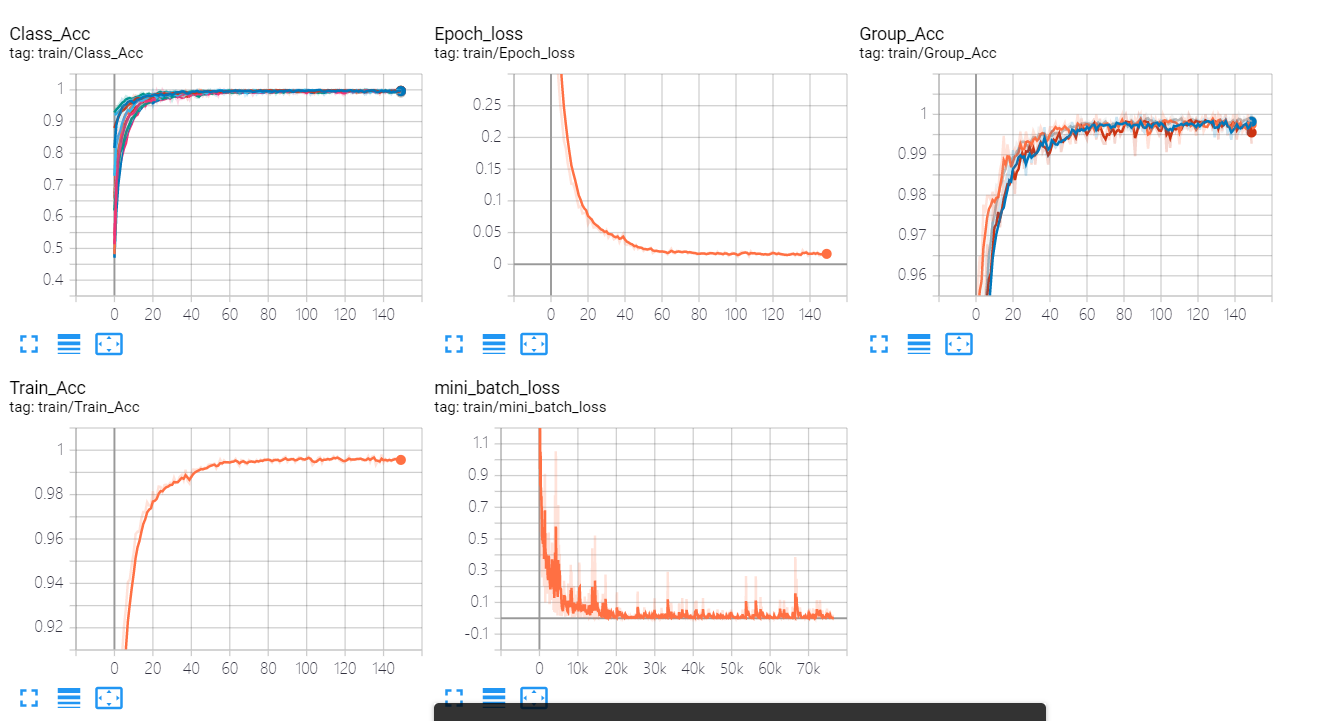 Class_Acc
tag: train/Class_Acc
1
0.9
0.8
0.7
0.6
0.5
0.4
0 20 40 60 80 100 120 140
Epoch_loss
tag: train/Epoch_loss
0.25
0.2
0.15
0.1
0.05
0
0 20 40 60 80 100 120 140
Group_Acc
tag: train/Group_Acc
1
0.99
0.98
0.97
0.96
0 20 40 60 80 100 120 140
Train_Acc
tag: train/Train_Acc
1
0.98
0.96
0.94
0.92
0 20 40 60 80 100 120 140
mini_batch_loss
tag: train/mini_batch_loss
1.1
0.9
0.7
0.5
0.3
0.1
-0.1
0 10k 20k 30k 40k 50k 60k 70k